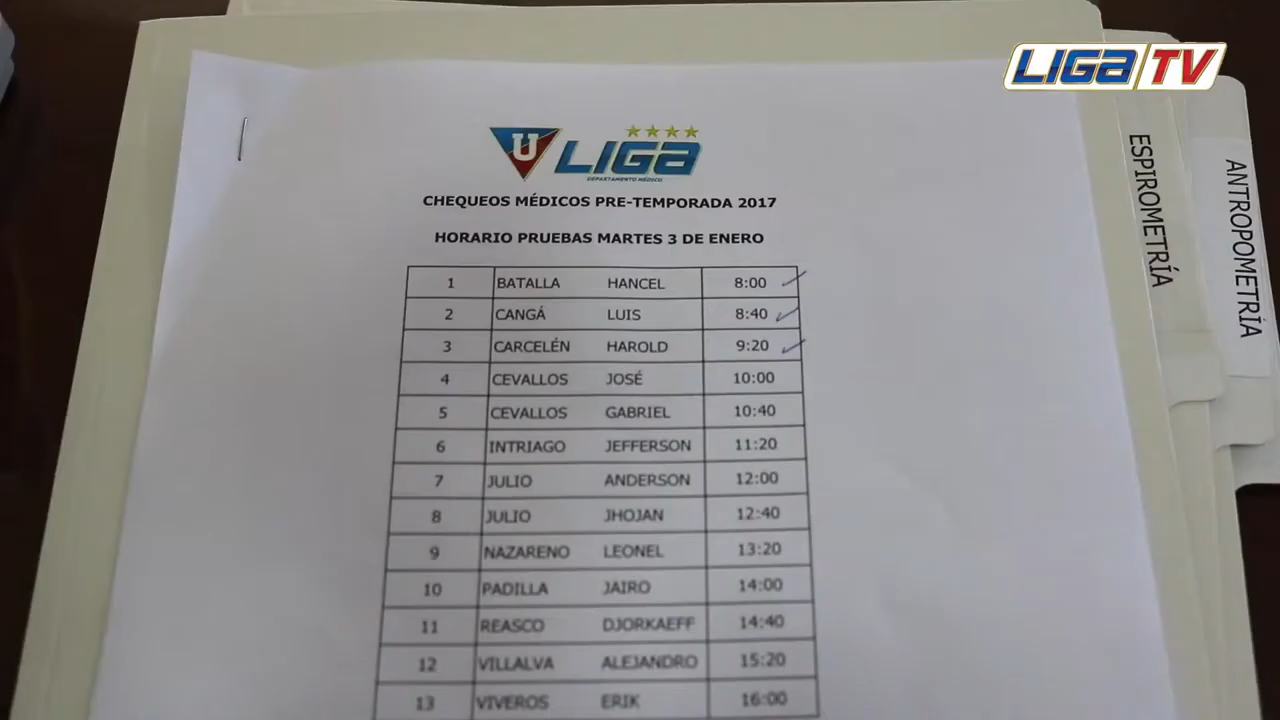 LIGA TV
U LIGA
DEPARTAMENTO MÉDICO
CHEQUEOS MÉDICOS PRE-TEMPORADA 2017
HORARIO PRUEBAS MARTES 3 DE ENERO
1 BATALLA HANCEL 8:00
2 CANGÁ LUIS 8:40
3 CARCELÉN HAROLD 9:20
4 CEVALLOS JOSÉ 10:00
5 CEVALLOS GABRIEL 10:40
6 INTRIAGO JEFFERSON 11:20
7 JULIO ANDERSON 12:00
8 JULIO JHOJAN 12:40
9 NAZARENO LEONEL 13:20
10 PADILLA JAIRO 14:00
11 REASCO DJORKAEFF 14:40
12 VILLALVA ALEJANDRO 15:20
13 VIVEROS ERIK 16:00
ESPIROMETRÍA
ANTROPOMETRÍA